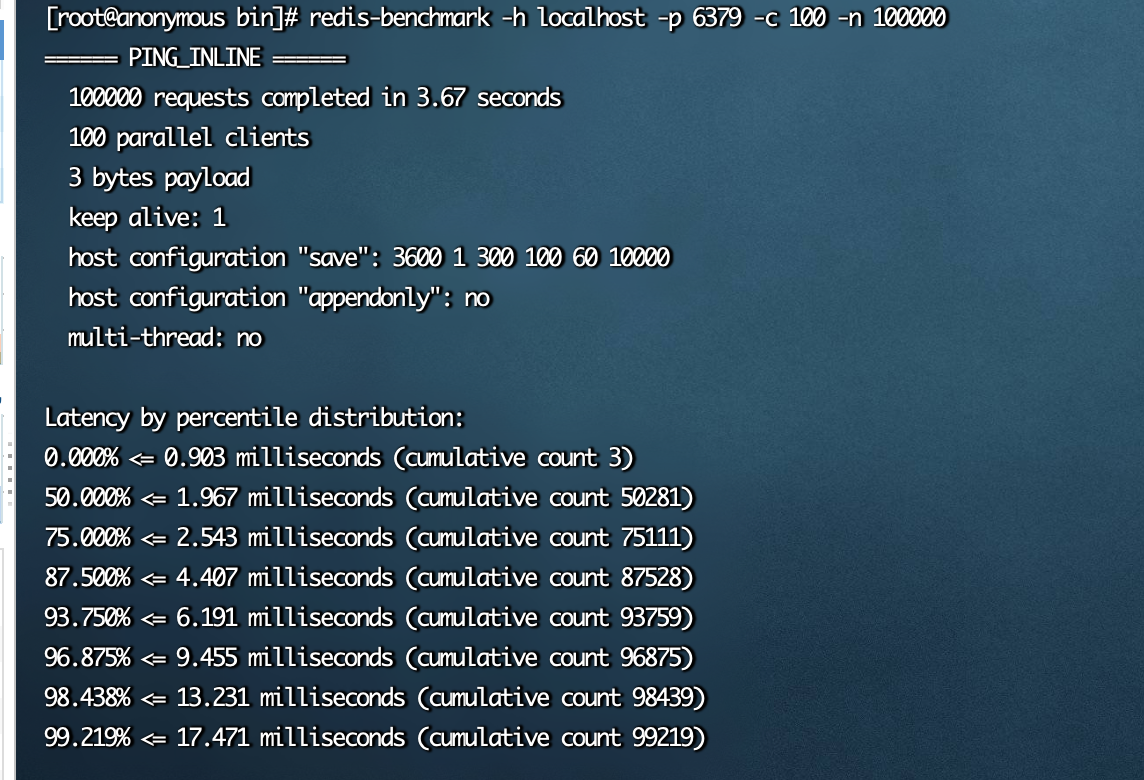 [root@anonymous bin]# redis-benchmark -h localhost -p 6379 -c 100 -n 100000
====== PING_INLINE ======
  100000 requests completed in 3.67 seconds
  100 parallel clients
  3 bytes payload
  keep alive: 1
  host configuration "save": 3600 1 300 100 60 10000
  host configuration "appendonly": no
  multi-thread: no

Latency by percentile distribution:
0.000% <= 0.903 milliseconds (cumulative count 3)
50.000% <= 1.967 milliseconds (cumulative count 50281)
75.000% <= 2.543 milliseconds (cumulative count 75111)
87.500% <= 4.407 milliseconds (cumulative count 87528)
93.750% <= 6.191 milliseconds (cumulative count 93759)
96.875% <= 9.455 milliseconds (cumulative count 96875)
98.438% <= 13.231 milliseconds (cumulative count 98439)
99.219% <= 17.471 milliseconds (cumulative count 99219)